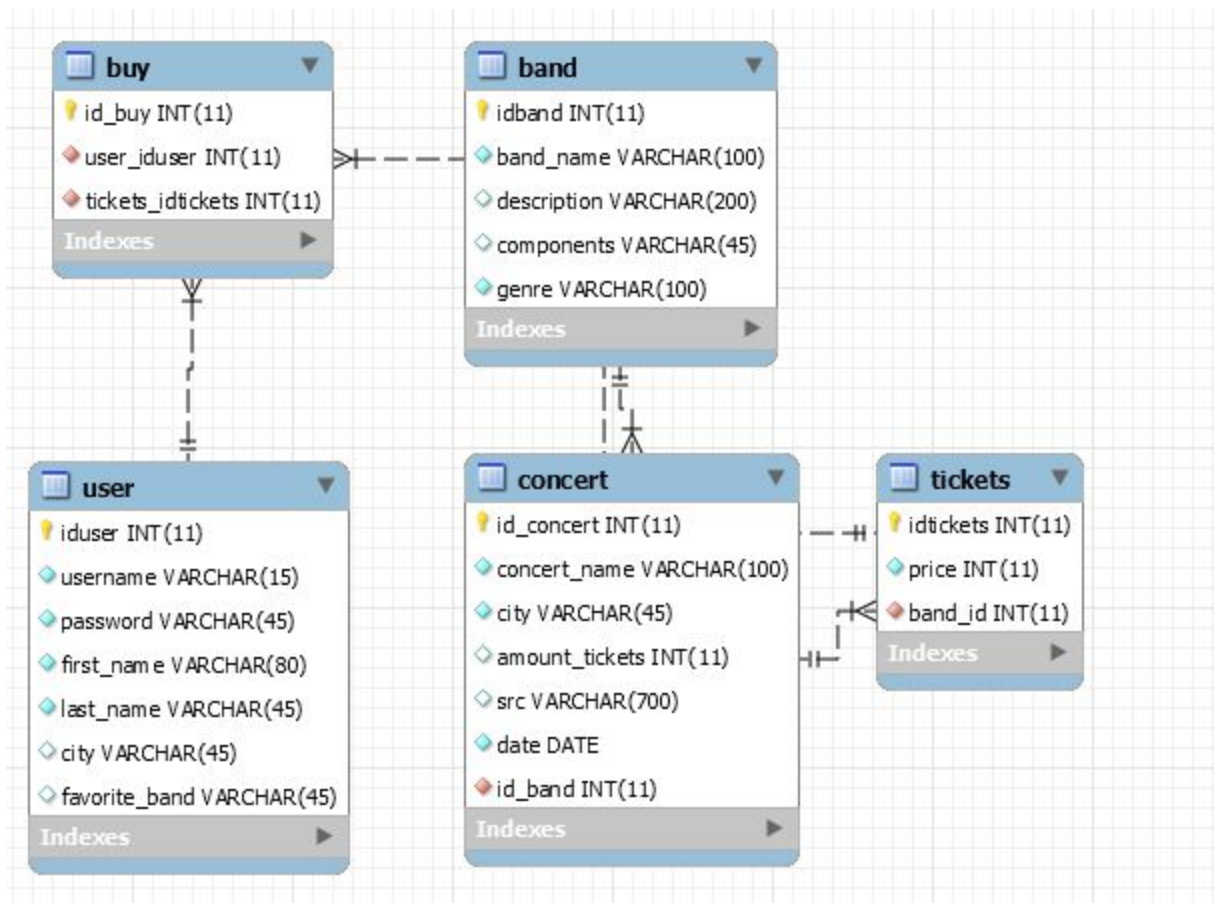 buy
id_buy INT(11)
user_iduser INT(11)
tickets_idtickets INT(11)
Indexes
band
idband INT(11)
band_name VARCHAR(100)
description VARCHAR(200)
components VARCHAR(45)
genre VARCHAR(100)
Indexes
user
iduser INT(11)
username VARCHAR(15)
password VARCHAR(45)
first_name VARCHAR(80)
last_name VARCHAR(45)
city VARCHAR(45)
favorite_band VARCHAR(45)
Indexes
concert
id_concert INT(11)
concert_name VARCHAR(100)
city VARCHAR(45)
amount_tickets INT(11)
src VARCHAR(700)
date DATE
id_band INT(11)
Indexes
tickets
idtickets INT(11)
price INT(11)
band_id INT(11)
Indexes